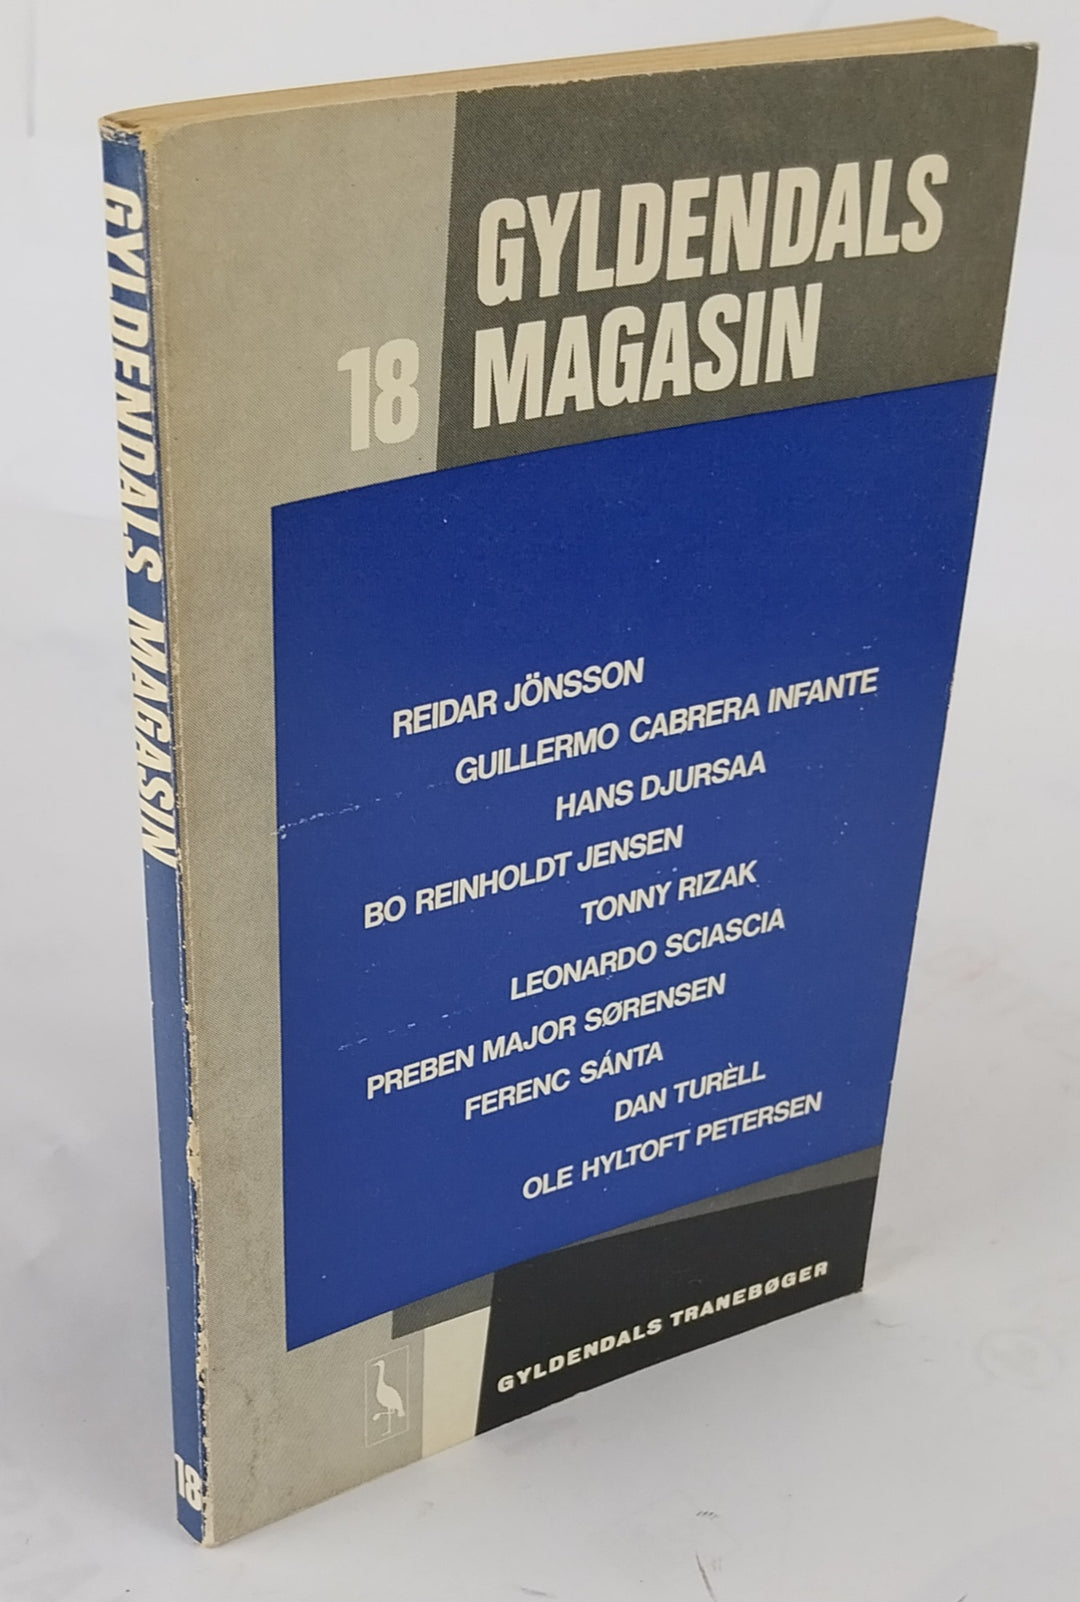 GYLDENDALS MAGASIN
18
GYLDENDALS
18 MAGASIN
REIDAR JÖNSSON
GUILLERMO CABRERA INFANTE
HANS DJURSAA
BO REINHOLDT JENSEN
TONNY RIZAK
LEONARDO SCIASCIA
PREBEN MAJOR SØRENSEN
FERENC SÁNTA
DAN TURÈLL
OLE HYLTOFT PETERSEN
GYLDENDALS TRANEBØGER